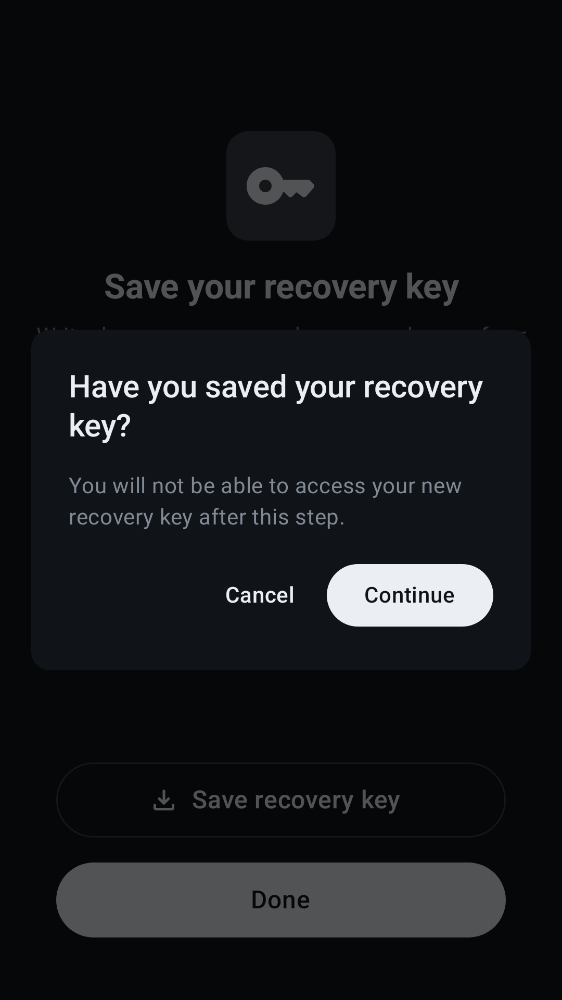 Save your recovery key
Have you saved your recovery
key?
You will not be able to access your new
recovery key after this step.
Cancel
Continue
Save recovery key
Done